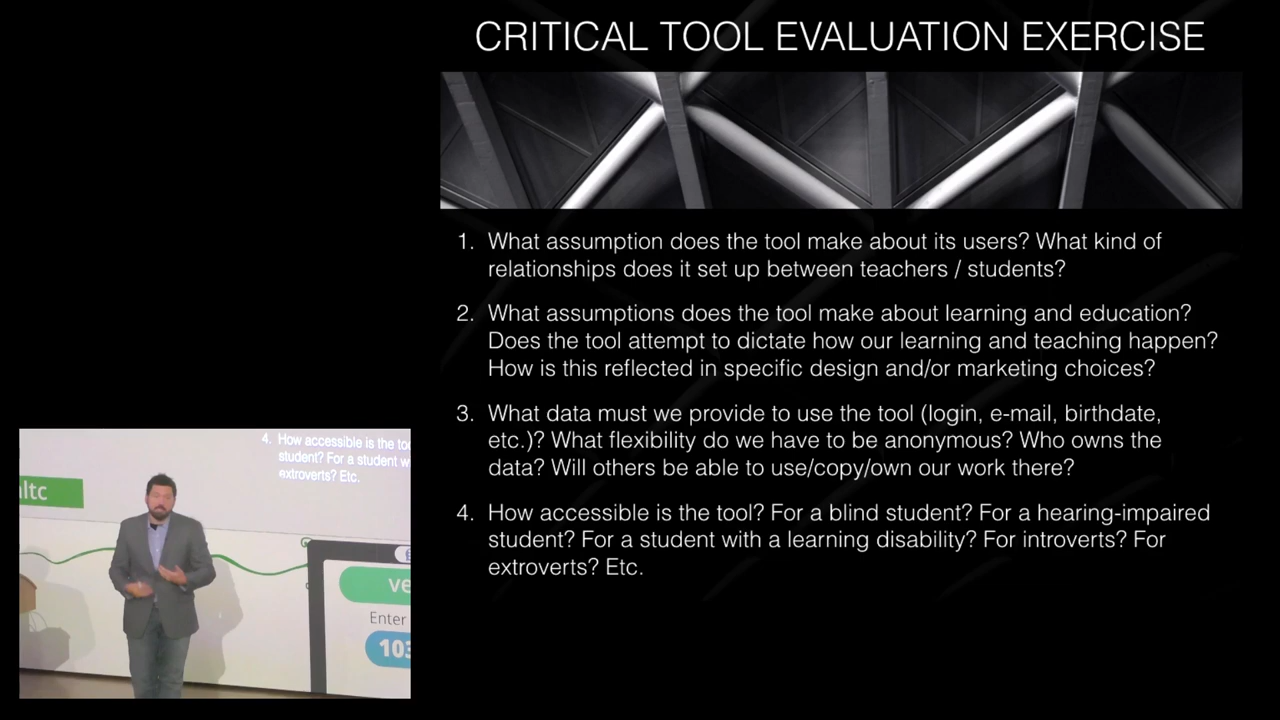 CRITICAL TOOL EVALUATION EXERCISE
1. What assumption does the tool make about its users? What kind of
relationships does it set up between teachers / students?
2. What assumptions does the tool make about learning and education?
Does the tool attempt to dictate how our learning and teaching happen?
How is this reflected in specific design and/or marketing choices?
3. What data must we provide to use the tool (login, e-mail, birthdate,
etc.)? What flexibility do we have to be anonymous? Who owns the
data? Will others be able to use/copy/own our work there?
4. How accessible is the tool? For a blind student? For a hearing-impaired
student? For a student with a learning disability? For introverts? For
extroverts? Etc.
4. How accessible is the too
student? For a student w
extroverts? Etc.
ltc
ve
Enter
103